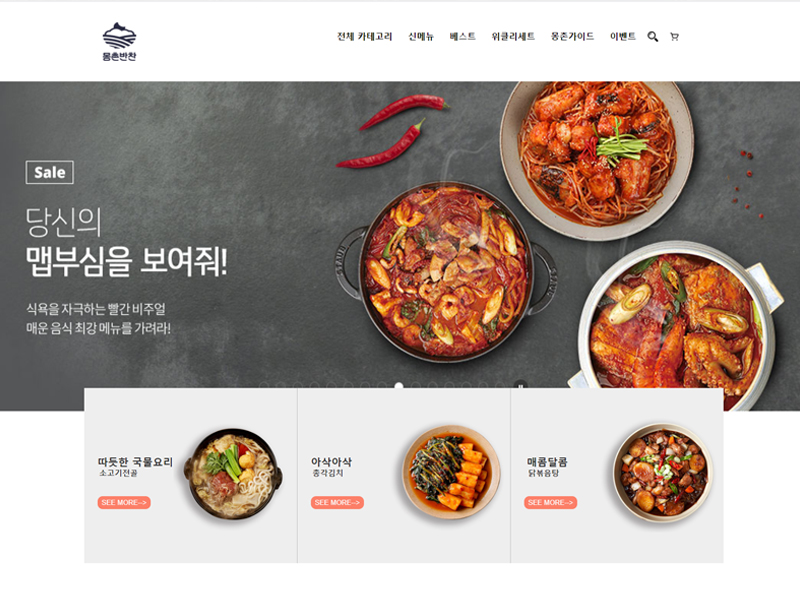 몽촌반찬
전체 카테고리 신메뉴 베스트 위클리세트 몽촌가이드 이벤트
Sale
당신의
맵부심을 보여줘!
식욕을 자극하는 빨간 비주얼
매운 음식 최강 메뉴를 가려라!
STAUB
따듯한 국물요리
소고기전골
SEE MORE-->
아삭아삭
총각김치
SEE MORE-->
매콤달콤
닭볶음탕
SEE MORE-->